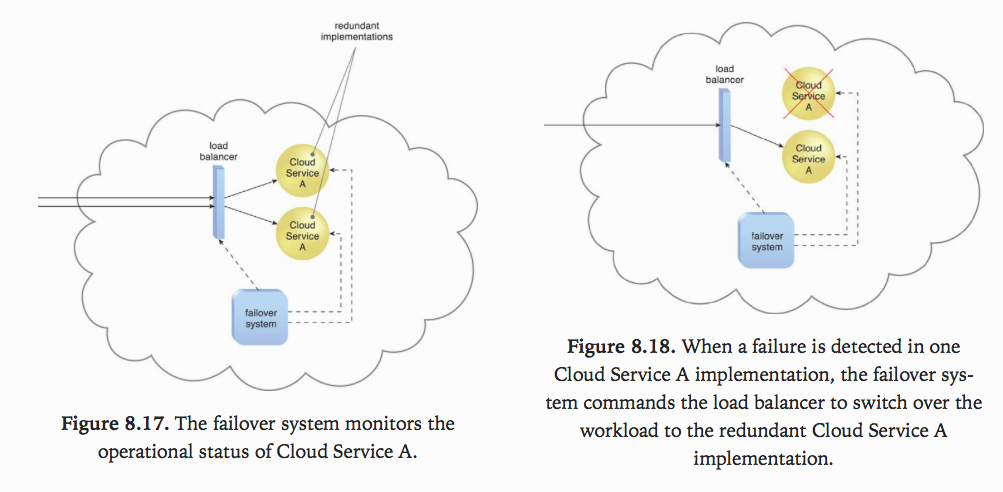 redundant
implementations
load
balancer
Cloud
Service
A
Cloud
Service
A
failover
system
Figure 8.17. The failover system monitors the
operational status of Cloud Service A.
load
balancer
Cloud
Service
A
Cloud
Service
A
failover
system
Figure 8.18. When a failure is detected in one
Cloud Service A implementation, the failover sys-
tem commands the load balancer to switch over the
workload to the redundant Cloud Service A
implementation.